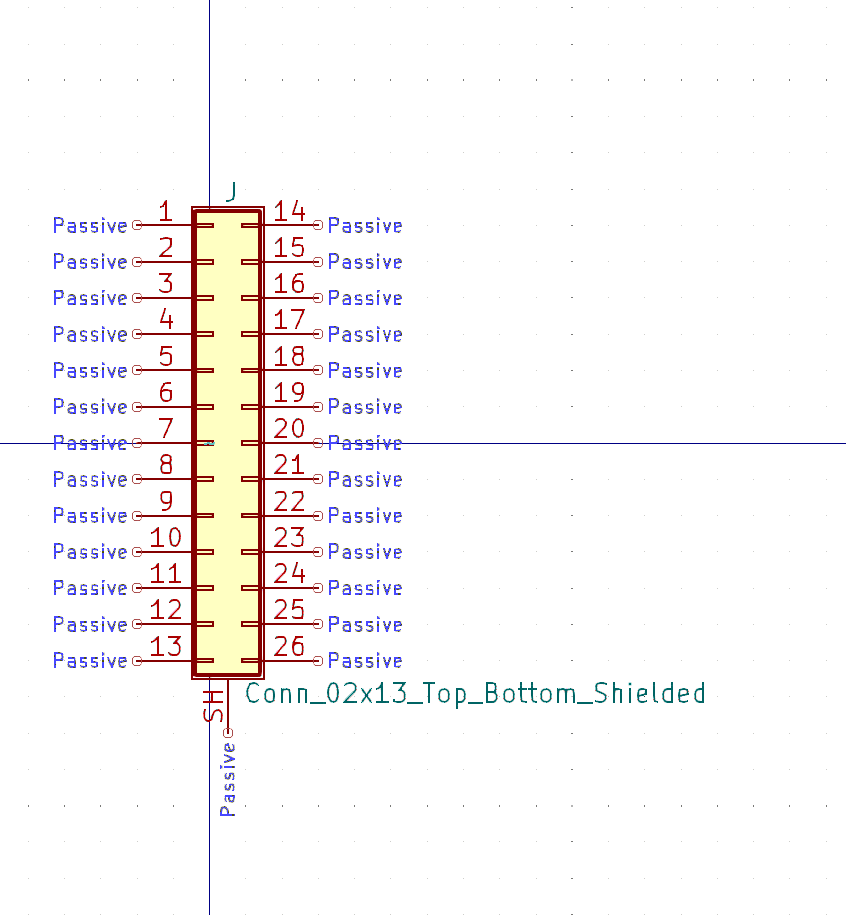 J
Passive 1 14 Passive
Passive 2 15 Passive
Passive 3 16 Passive
Passive 4 17 Passive
Passive 5 18 Passive
Passive 6 19 Passive
Passive 7 20 Passive
Passive 8 21 Passive
Passive 9 22 Passive
Passive 10 23 Passive
Passive 11 24 Passive
Passive 12 25 Passive
Passive 13 26 Passive
SH
Conn_02x13_Top_Bottom_Shielded
Passive